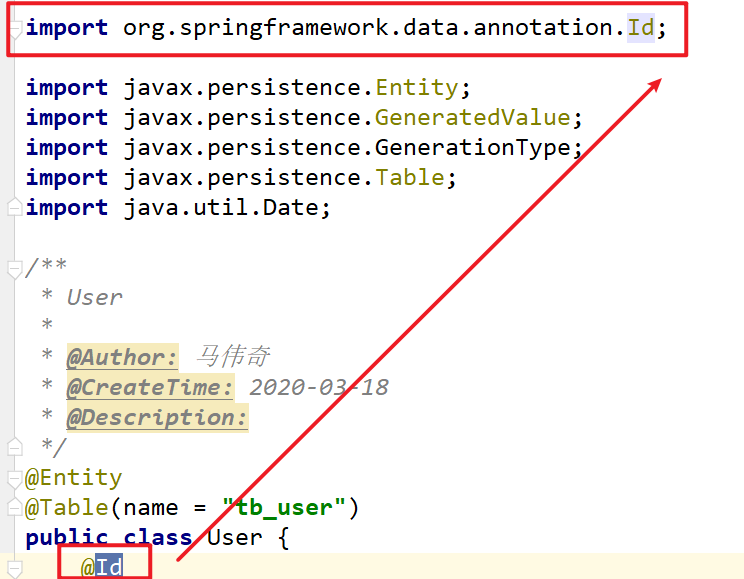 import org.springframework.data.annotation.Id;
import javax.persistence.Entity;
import javax.persistence.GeneratedValue;
import javax.persistence.GenerationType;
import javax.persistence.Table;
import java.util.Date;
/**
 * User
 *
 * @Author: 马伟奇
 * @CreateTime: 2020-03-18
 * @Description:
 */
@Entity
@Table(name = "tb_user")
public class User {
@Id